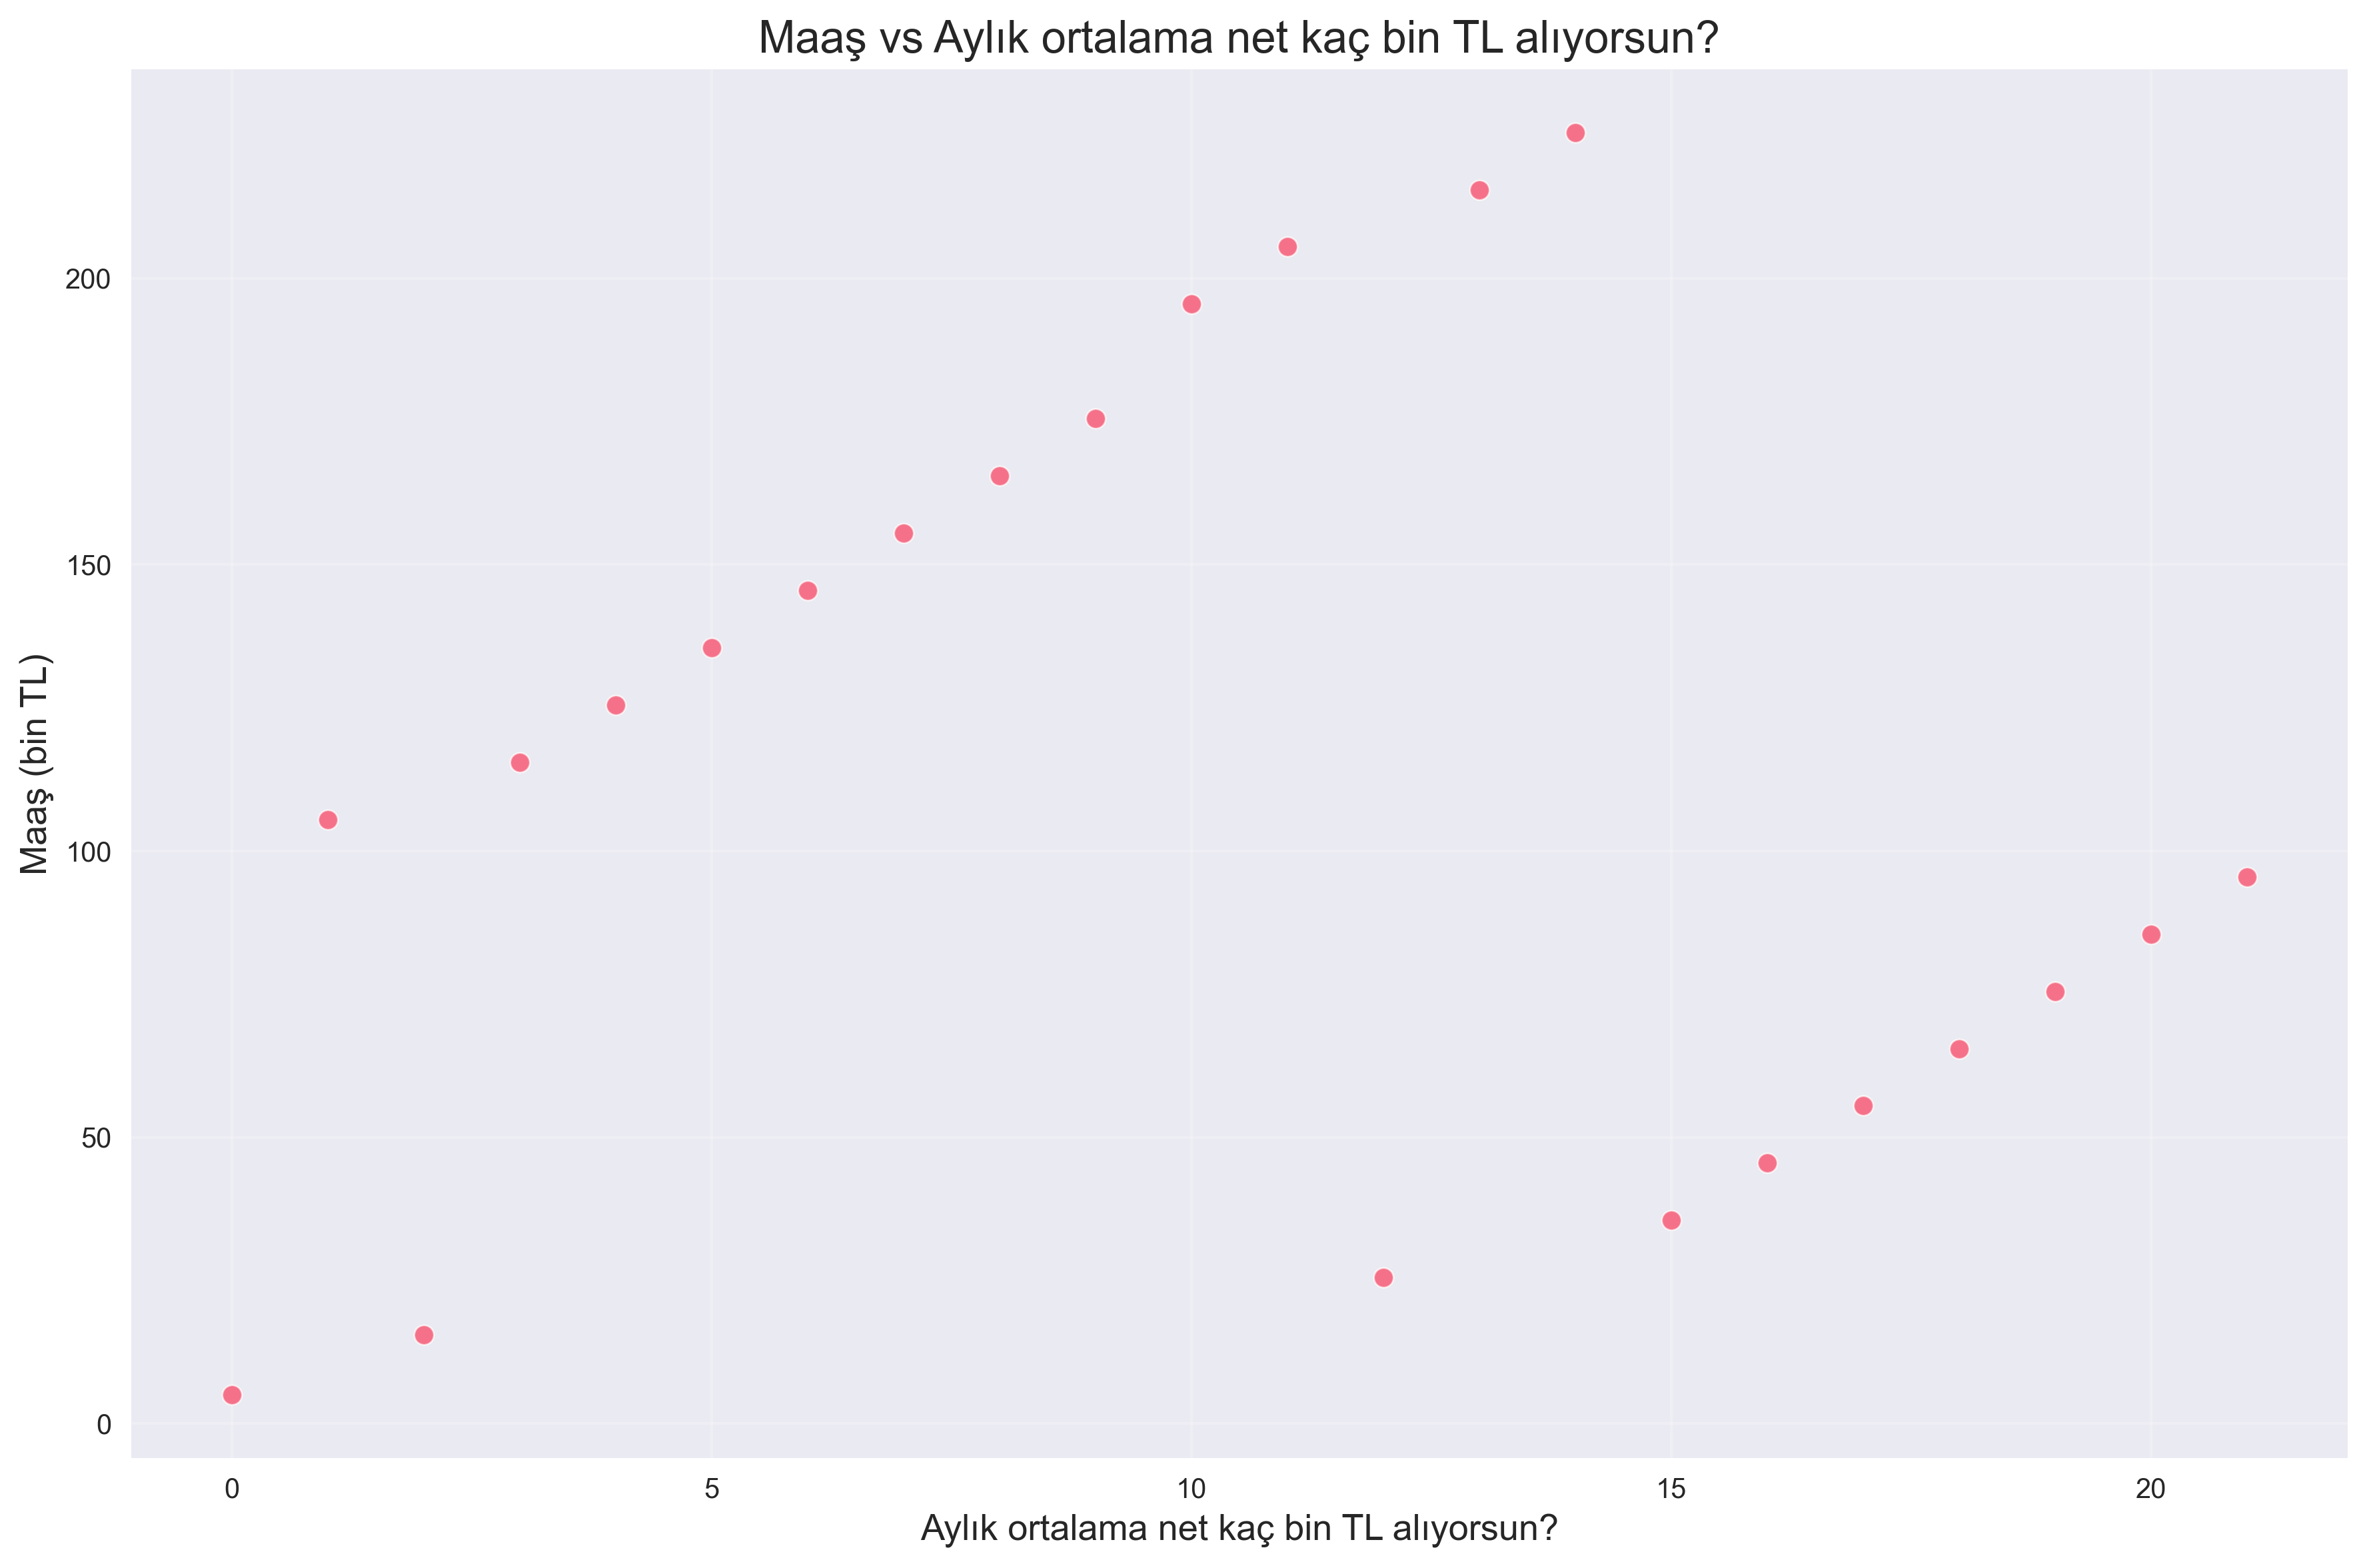 Maaş vs Aylık ortalama net kaç bin TL alıyorsun?
Maaş (bin TL)
200
150
100
50
0
0 5 10 15 20
Aylık ortalama net kaç bin TL alıyorsun?